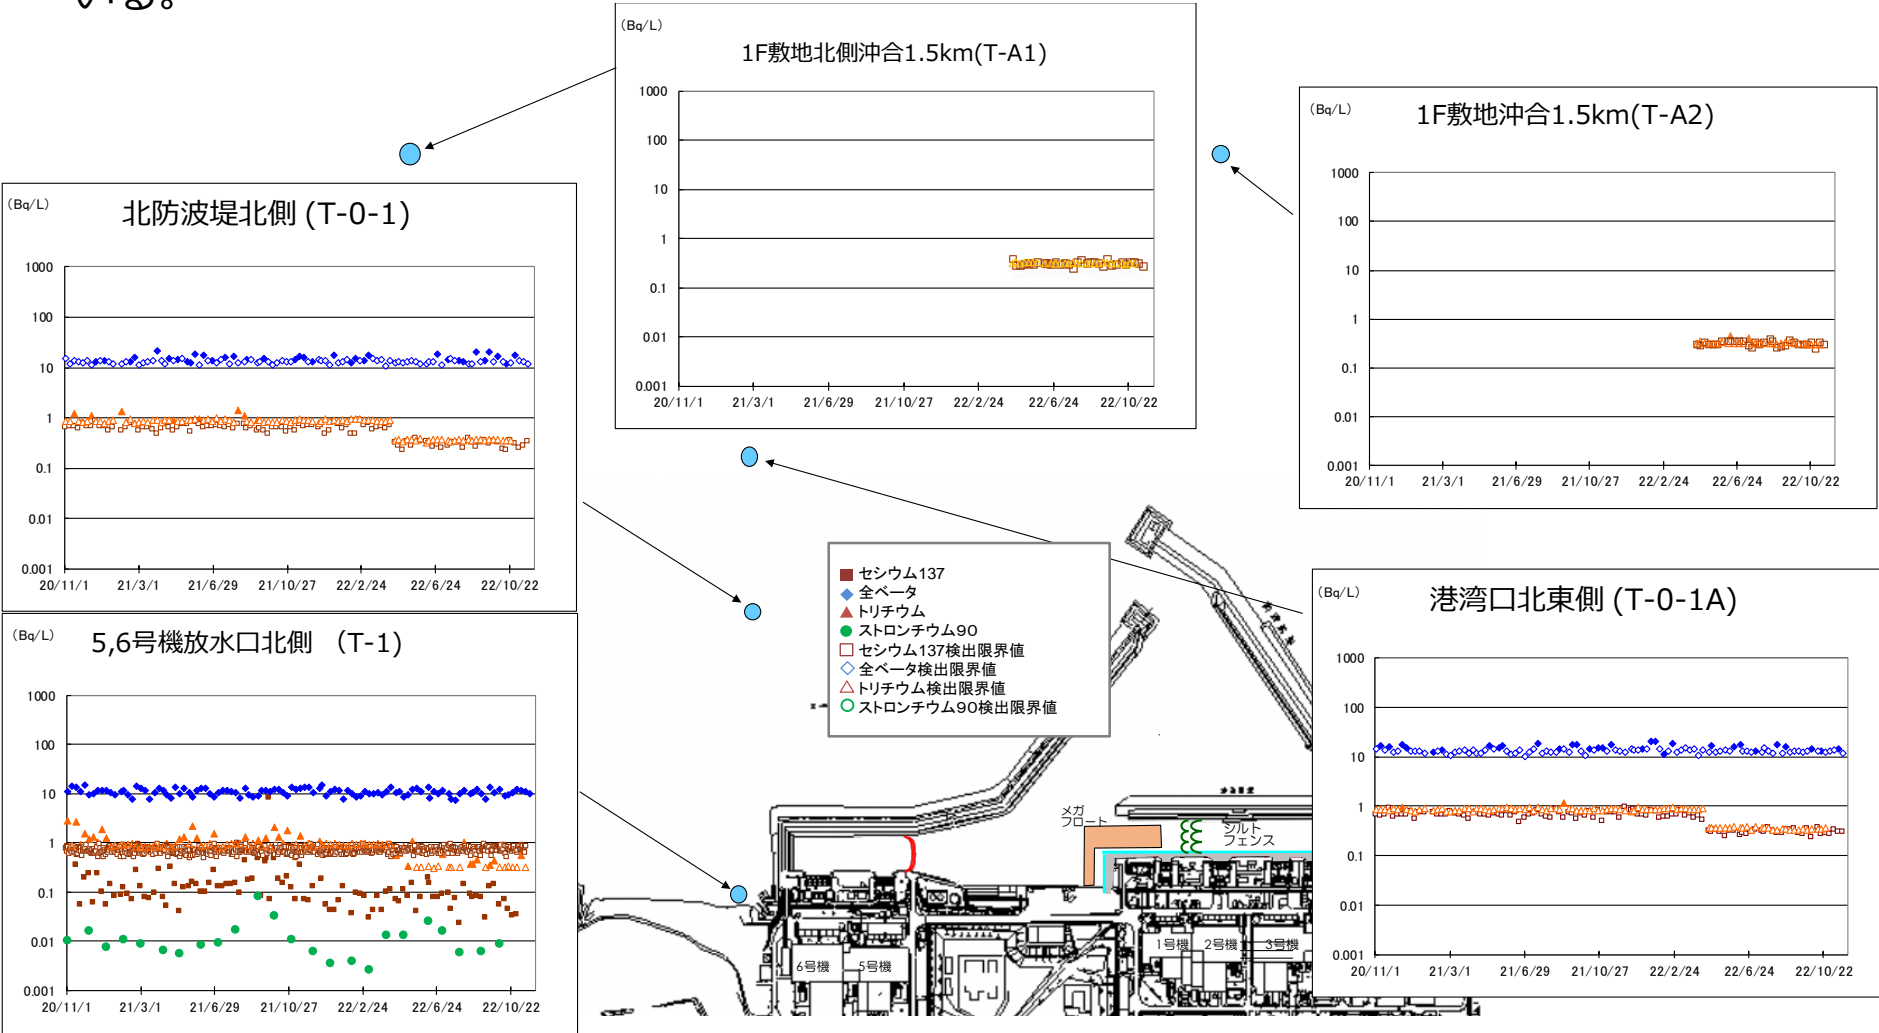 いる。
(Bq/L)
1F敷地北側沖合1.5km(T-A1)
1000
100
10
1
0.1
0.01
0.001
20/11/1 21/3/1 21/6/29 21/10/27 22/2/24 22/6/24 22/10/22
(Bq/L)
1F敷地沖合1.5km(T-A2)
1000
100
10
1
0.1
0.01
0.001
20/11/1 21/3/1 21/6/29 21/10/27 22/2/24 22/6/24 22/10/22
(Bq/L)
北防波堤北側 (T-0-1)
1000
100
10
1
0.1
0.01
0.001
20/11/1 21/3/1 21/6/29 21/10/27 22/2/24 22/6/24 22/10/22
セシウム137
全ベータ
トリチウム
ストロンチウム90
セシウム137検出限界値
全ベータ検出限界値
トリチウム検出限界値
ストロンチウム90検出限界値
(Bq/L)
港湾口北東側 (T-0-1A)
1000
100
10
1
0.1
0.01
0.001
20/11/1 21/3/1 21/6/29 21/10/27 22/2/24 22/6/24 22/10/22
(Bq/L)
5,6号機放水口北側 (T-1)
1000
100
10
1
0.1
0.01
0.001
20/11/1 21/3/1 21/6/29 21/10/27 22/2/24 22/6/24 22/10/22
メガ
フロート
シルト
フェンス
6号機 5号機
1号機 2号機 3号機